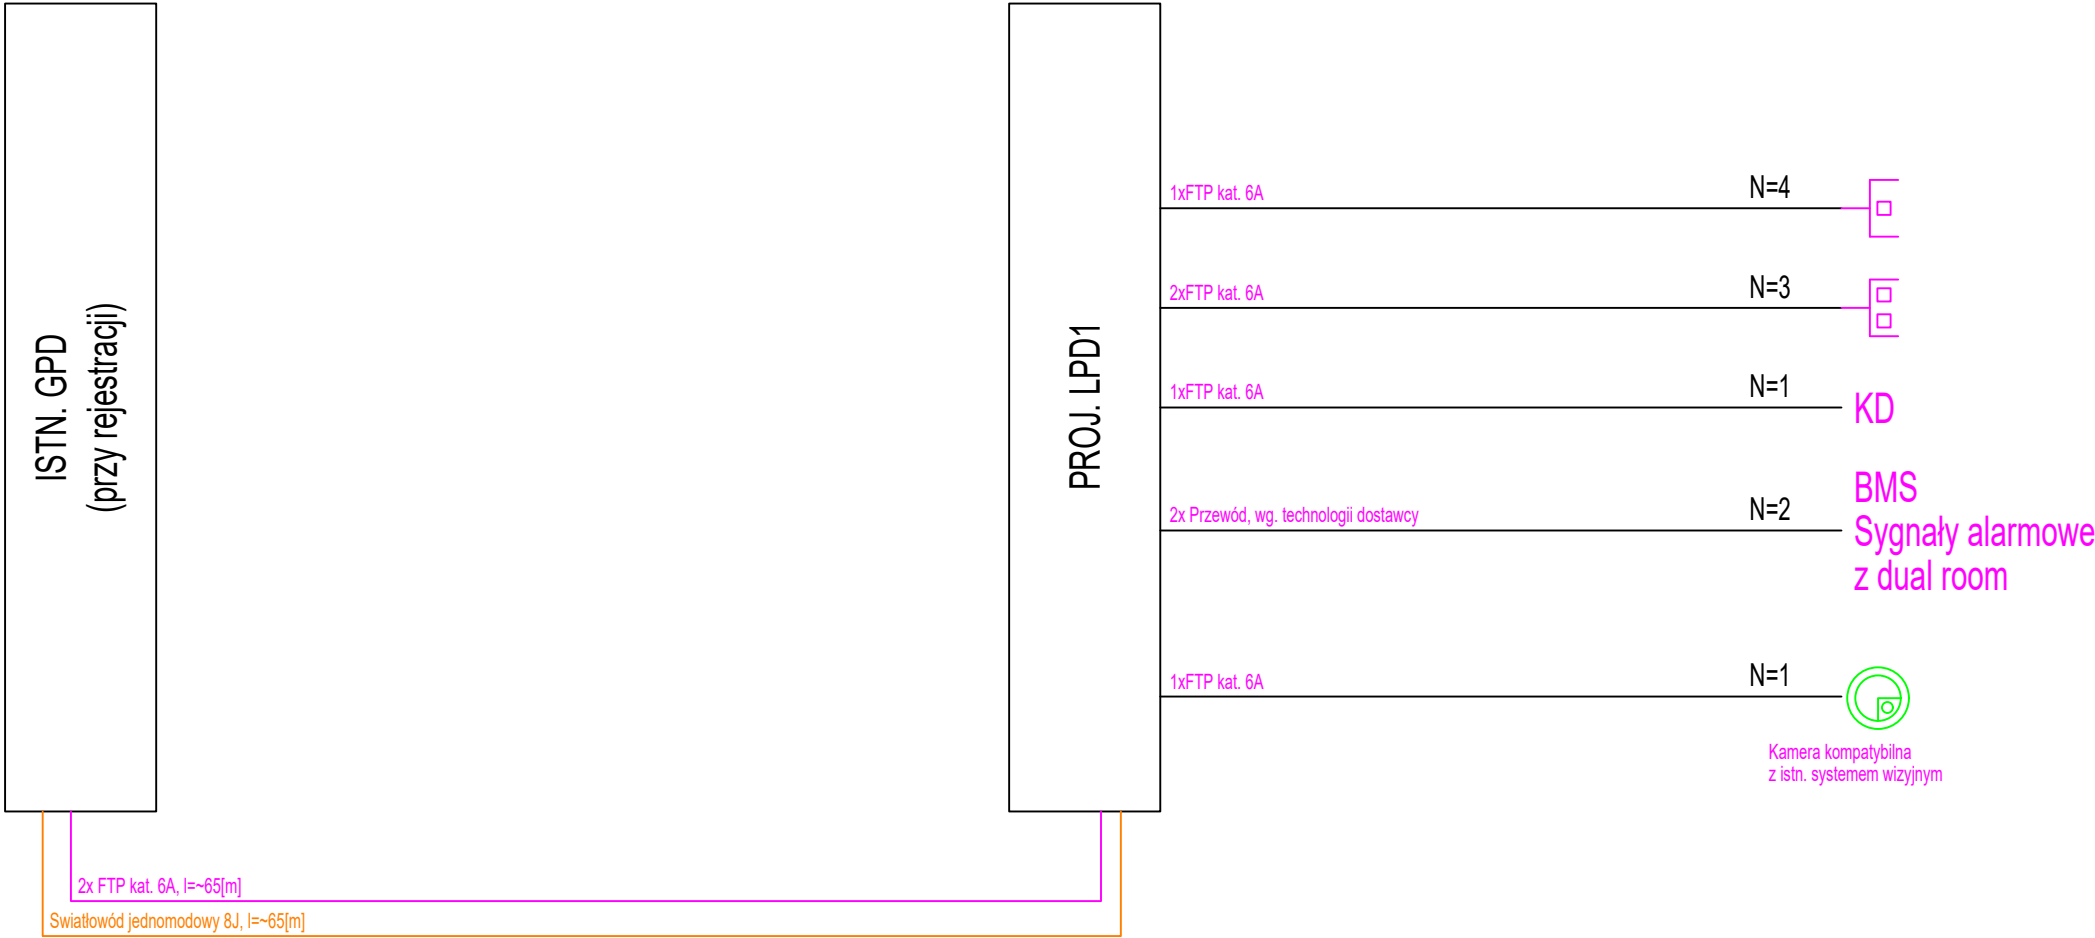 ISTN. GPD
(przy rejestracji)
PROJ. LPD1
1xFTP kat. 6A
N=4
2xFTP kat. 6A
N=3
1xFTP kat. 6A
N=1
KD
2x Przewód, wg. technologii dostawcy
N=2
BMS
Sygnały alarmowe
z dual room
1xFTP kat. 6A
N=1
Kamera kompatybilna
z istn. systemem wizyjnym
2x FTP kat. 6A, l=~65[m]
Swiatłowód jednomodowy 8J, l=~65[m]